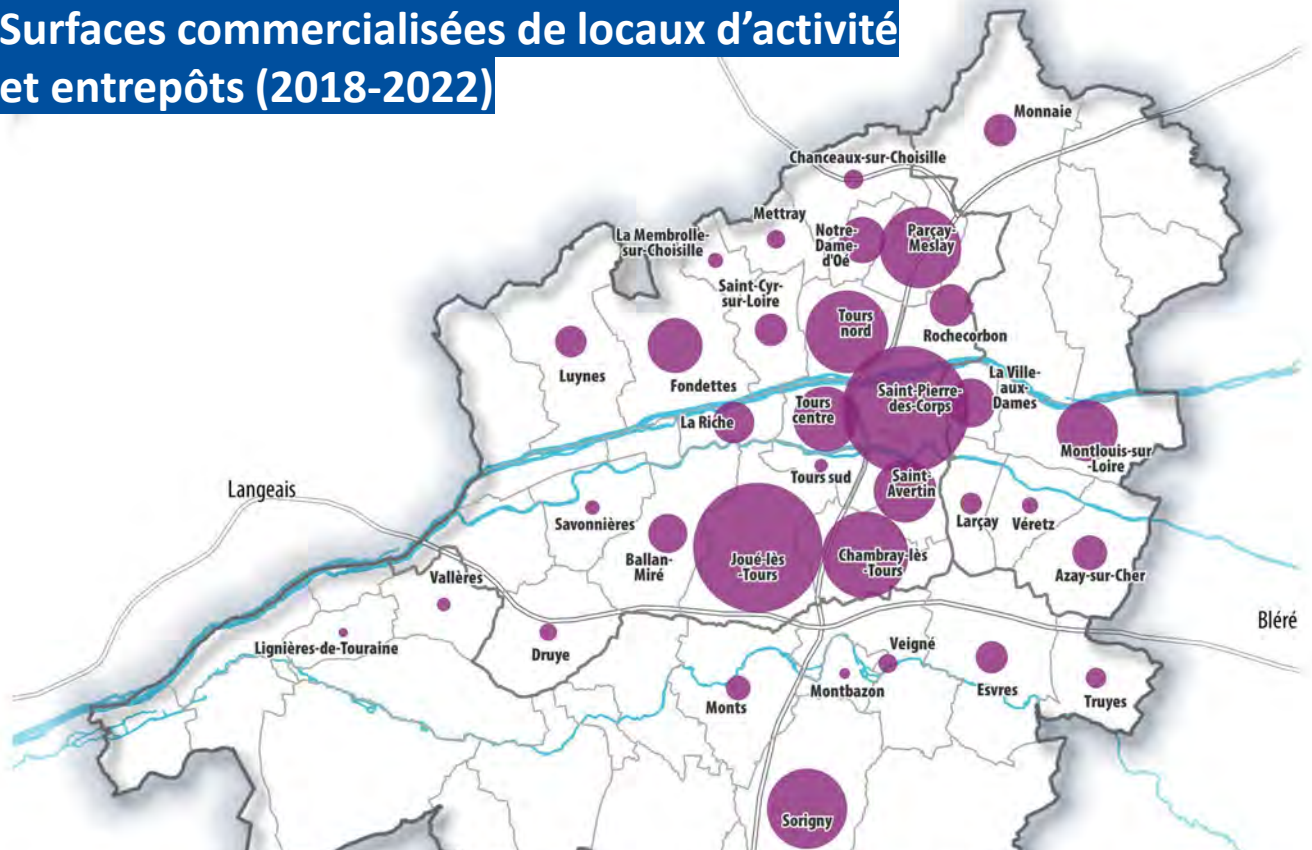 Surfaces commercialisées de locaux d’activité
et entrepôts (2018-2022)
Monnaie
Chanceaux-sur-Choisille
Mettray
La Membrolle-
sur-Choisille
Notre-
Dame-
d'Oé
Parçay-
Meslay
Saint-Cyr-
sur-Loire
Tours
nord
Rochecorbon
Luynes
Fondettes
La Ville-
aux-
Dames
Saint-Pierre-
des-Corps
Tours
centre
La Riche
Montlouis-sur
-Loire
Tours sud
Saint-
Avertin
Langeais
Savonnières
Larçay
Véretz
Ballan-
Miré
Joué-lès
-Tours
Chambray-lès
-Tours
Azay-sur-Cher
Vallères
Bléré
Lignières-de-Touraine
Druye
Veigné
Monts
Montbazon
Esvres
Truyes
Sorigny